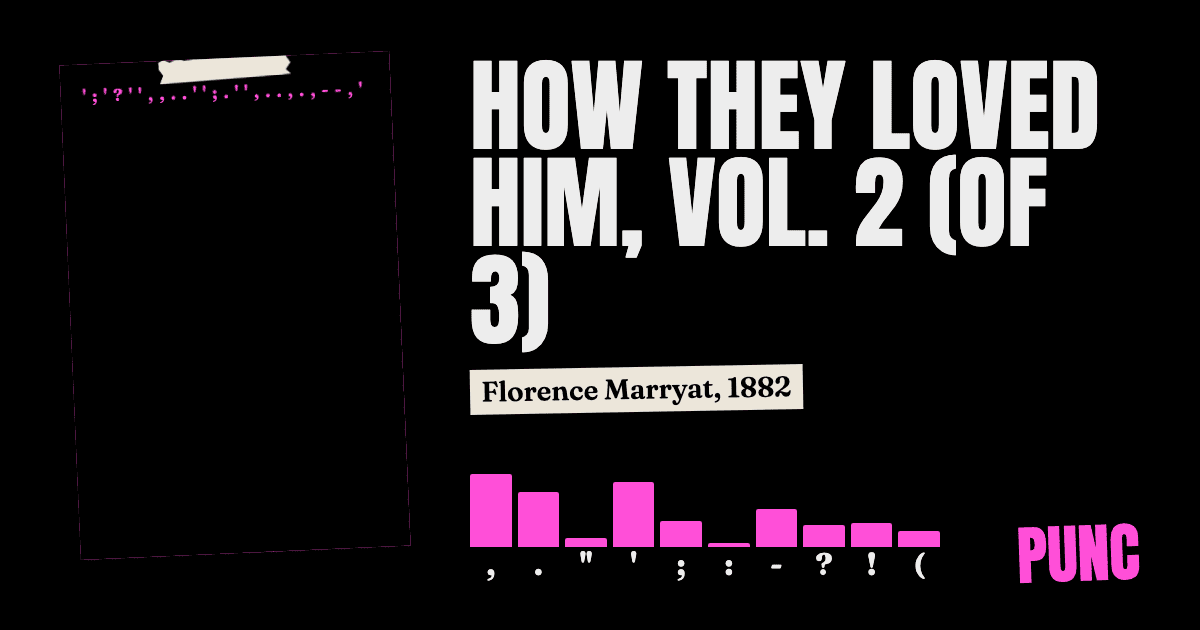 ';'?'',,..'';.'',..,.,--,'
HOW THEY LOVED
HIM, VOL. 2 (OF
3)
Florence Marryat, 1882
, . " ' ; : - ? ! (
PUNC